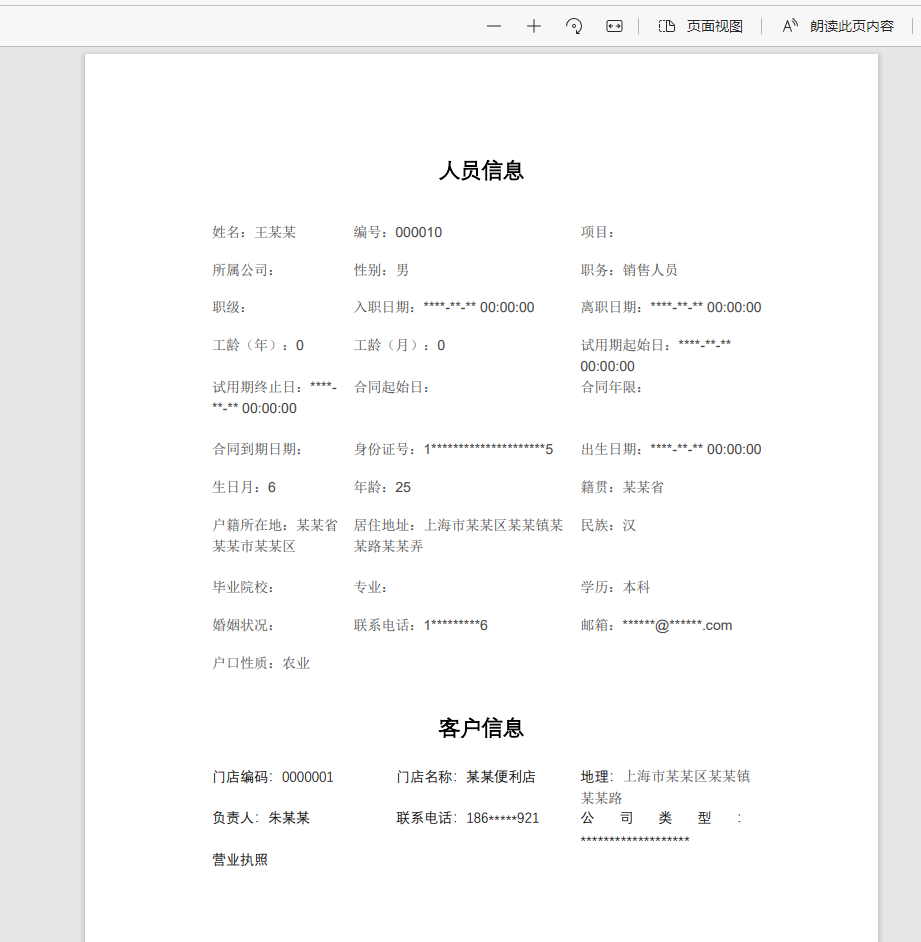 页面视图 朗读此页内容
人员信息
姓名：王某某 编号：000010 项目：
所属公司： 性别：男 职务：销售人员
职级： 入职日期：****-**-** 00:00:00 离职日期：****-**-** 00:00:00
工龄（年）：0 工龄（月）：0 试用期起始日：****-**-**
00:00:00
试用期终止日：****- 合同起始日： 合同年限：
**-** 00:00:00
合同到期日期： 身份证号：1*********************5 出生日期：****-**-** 00:00:00
生日月：6 年龄：25 籍贯：某某省
户籍所在地：某某省 居住地址：上海市某某区某某镇某 民族：汉
某某市某某区 某路某某弄
毕业院校： 专业： 学历：本科
婚姻状况： 联系电话：1*********6 邮箱：******@******.com
户口性质：农业
客户信息
门店编码：0000001 门店名称：某某便利店 地理：上海市某某区某某镇
某某路
负责人：朱某某 联系电话：186*****921 公司类型：
*******************
营业执照